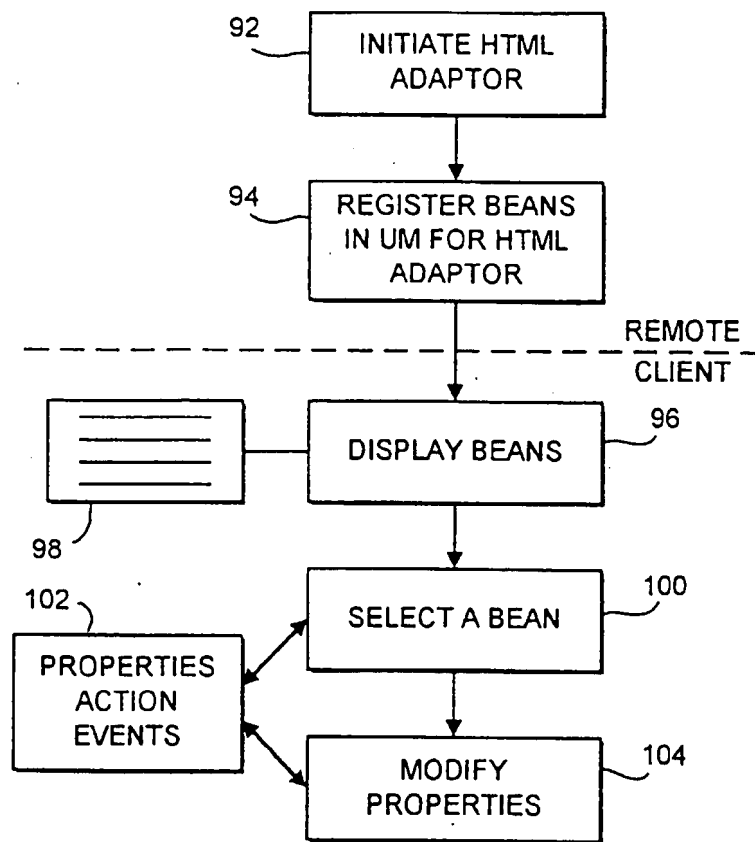 92
INITIATE HTML
ADAPTOR
94
REGISTER BEANS
IN UM FOR HTML
ADAPTOR
REMOTE
CLIENT
96
DISPLAY BEANS
98
100
SELECT A BEAN
102
PROPERTIES
ACTION
EVENTS
104
MODIFY
PROPERTIES